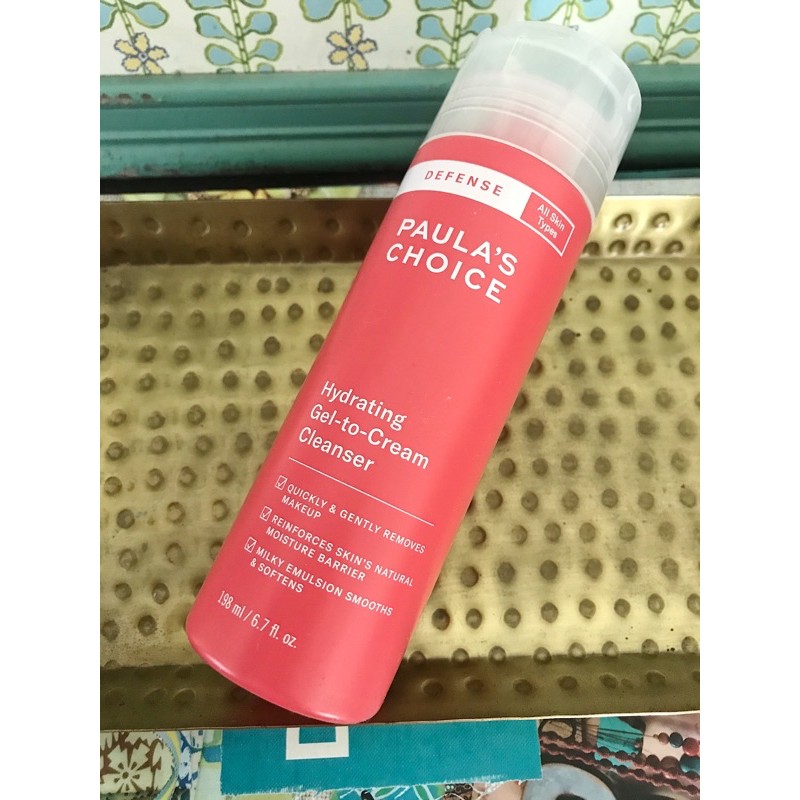 DEFENSE
All Skin
Types
PAULA'S
CHOICE
Hydrating
Gel-to-Cream
Cleanser
QUICKLY & GENTLY REMOVES
MAKEUP
REINFORCES SKIN'S NATURAL
MOISTURE BARRIER
MILKY EMULSION SMOOTHS
& SOFTENS
198 ml / 6.7 fl. oz.